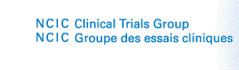 NCIC Clinical Trials Group
NCIC Groupe des essais cliniques